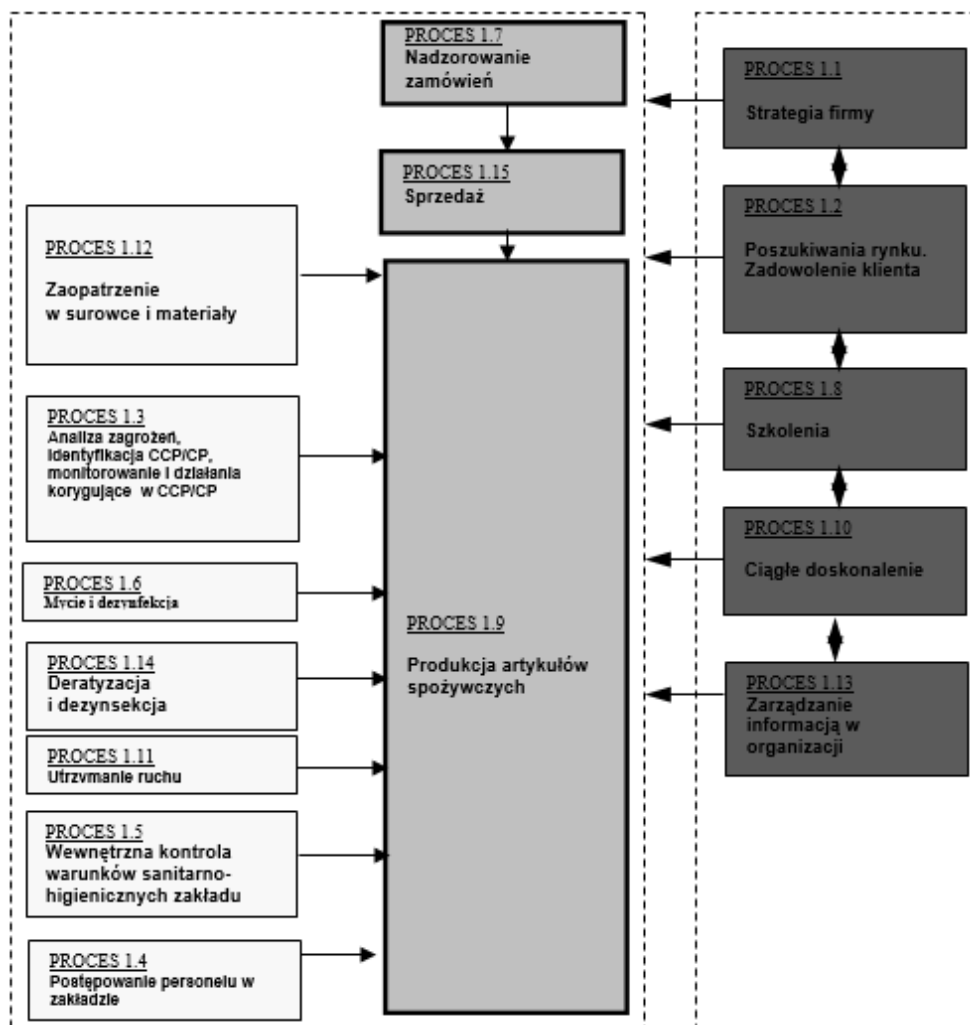 PROCES 1.7
Nadzorowanie
zamówień
PROCES 1.15
Sprzedaż
PROCES 1.12
Zaopatrzenie
w surowce i materiały
PROCES 1.3
Analiza zagrożeń,
identyfikacja CCP/CP,
monitorowanie i działania
korygujące w CCP/CP
PROCES 1.6
Mycie i dezynfekcja
PROCES 1.14
Deratyzacja
i dezynsekcja
PROCES 1.11
Utrzymanie ruchu
PROCES 1.5
Wewnętrzna kontrola
warunków sanitarno-
higienicznych zakładu
PROCES 1.4
Postępowanie personelu w
zakładzie
PROCES 1.9
Produkcja artykułów
spożywczych
PROCES 1.1
Strategia firmy
PROCES 1.2
Poszukiwania rynku.
Zadowolenie klienta
PROCES 1.8
Szkolenia
PROCES 1.10
Ciągłe doskonalenie
PROCES 1.13
Zarządzanie
informacją w
organizacji